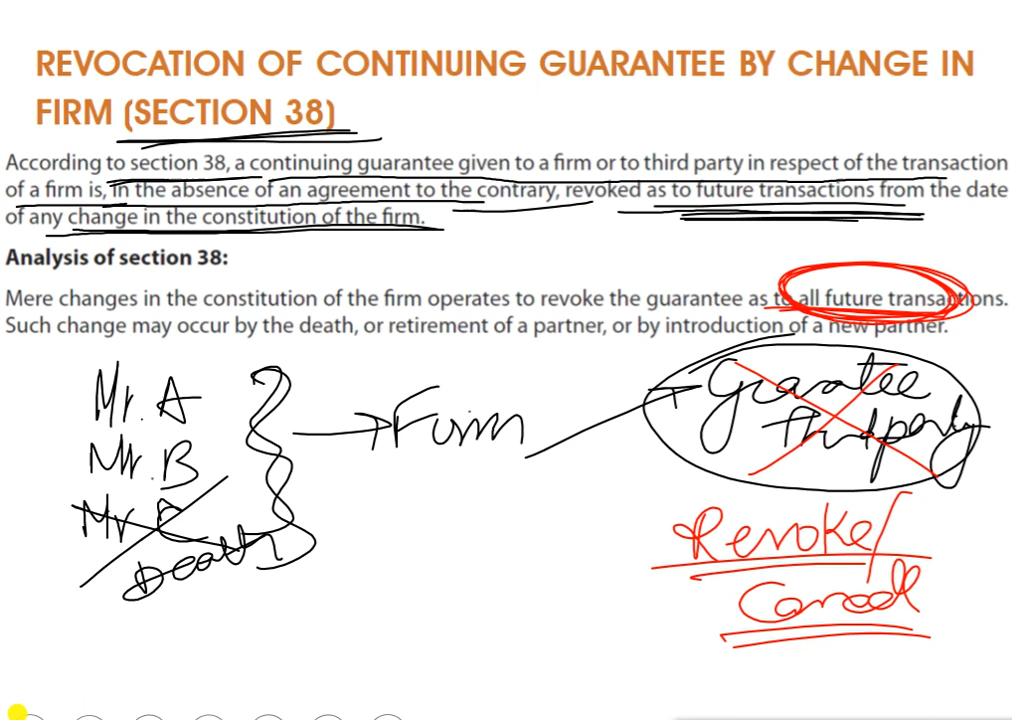 REVOCATION OF CONTINUING GUARANTEE BY CHANGE IN
FIRM (SECTION 38)
According to section 38, a continuing guarantee given to a firm or to third party in respect of the transaction
of a firm is, in the absence of an agreement to the contrary, revoked as to future transactions from the date
of any change in the constitution of the firm.
Analysis of section 38:
Mere changes in the constitution of the firm operates to revoke the guarantee as to all future transactions.
Such change may occur by the death, or retirement of a partner, or by introduction of a new partner.
Mr. A
Mr. B
Mr
Death
Firm
Grantee
Third party
Revoke/
Cancel